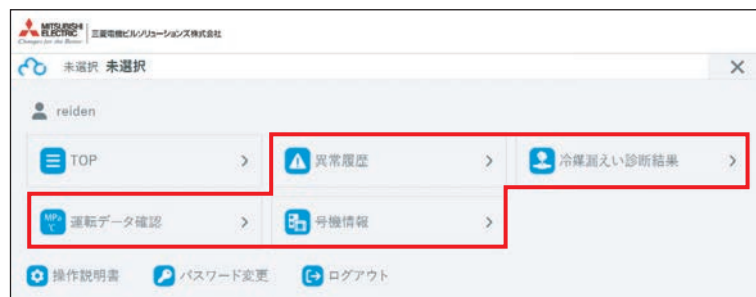 MITSUBISHI
ELECTRIC
Changes for the Better
三菱電機ビルソリューションズ株式会社
未選択 未選択
reiden
TOP
異常履歴
冷媒漏えい診断結果
MPa
℃
運転データ確認
号機情報
操作説明書 パスワード変更 ログアウト